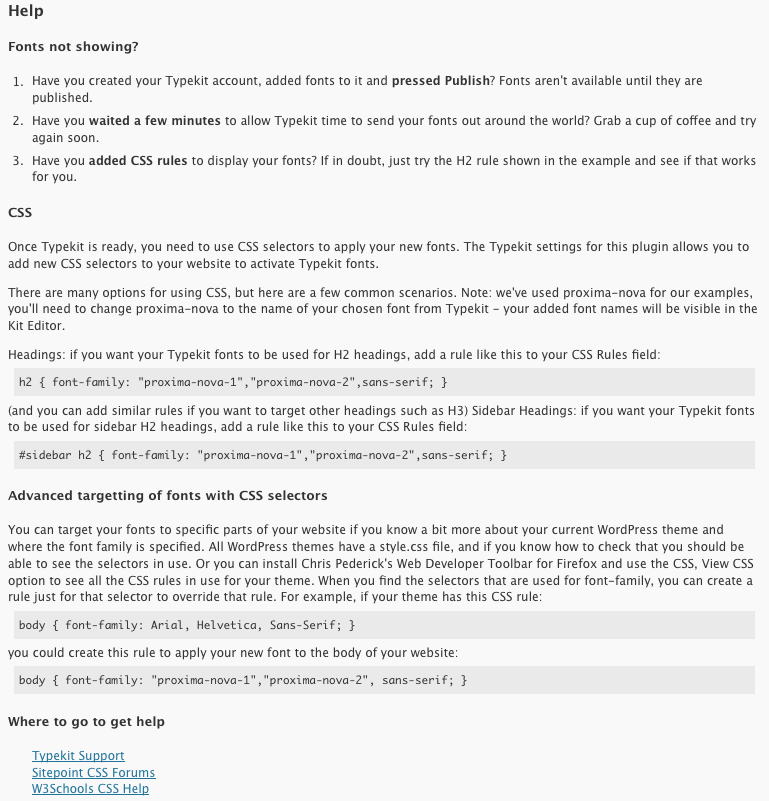 Help
Fonts not showing?
1. Have you created your Typekit account, added fonts to it and pressed Publish? Fonts aren't available until they are
published.
2. Have you waited a few minutes to allow Typekit time to send your fonts out around the world? Grab a cup of coffee and try
again soon.
3. Have you added CSS rules to display your fonts? If in doubt, just try the H2 rule shown in the example and see if that works
for you.
CSS
Once Typekit is ready, you need to use CSS selectors to apply your new fonts. The Typekit settings for this plugin allows you to
add new CSS selectors to your website to activate Typekit fonts.
There are many options for using CSS, but here are a few common scenarios. Note: we've used proxima-nova for our examples,
you'll need to change proxima-nova to the name of your chosen font from Typekit – your added font names will be visible in the
Kit Editor.
Headings: if you want your Typekit fonts to be used for H2 headings, add a rule like this to your CSS Rules field:
h2 { font-family: "proxima-nova-1","proxima-nova-2",sans-serif; }
(and you can add similar rules if you want to target other headings such as H3) Sidebar Headings: if you want your Typekit fonts
to be used for sidebar H2 headings, add a rule like this to your CSS Rules field:
#sidebar h2 { font-family: "proxima-nova-1","proxima-nova-2",sans-serif; }
Advanced targetting of fonts with CSS selectors
You can target your fonts to specific parts of your website if you know a bit more about your current WordPress theme and
where the font family is specified. All WordPress themes have a style.css file, and if you know how to check that you should be
able to see the selectors in use. Or you can install Chris Pederick's Web Developer Toolbar for Firefox and use the CSS, View CSS
option to see all the CSS rules in use for your theme. When you find the selectors that are used for font-family, you can create a
rule just for that selector to override that rule. For example, if your theme has this CSS rule:
body { font-family: Arial, Helvetica, Sans-Serif; }
you could create this rule to apply your new font to the body of your website:
body { font-family: "proxima-nova-1","proxima-nova-2", sans-serif; }
Where to go to get help
Typekit Support
Sitepoint CSS Forums
W3Schools CSS Help